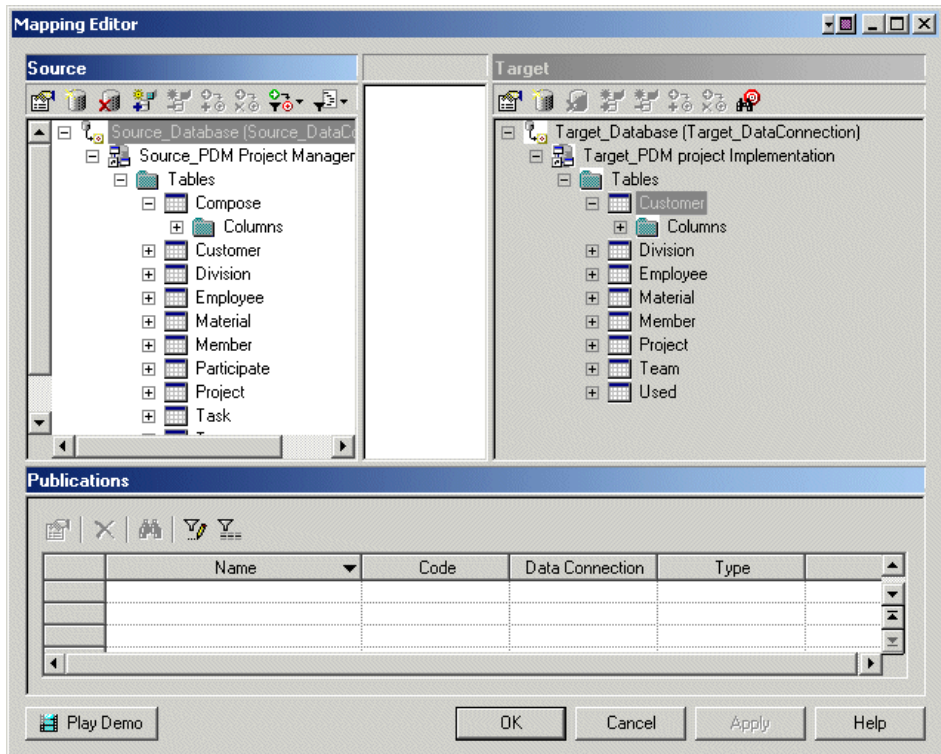 Mapping Editor
Source
Source_Database (Source_DataCo
Source_PDM Project Manager
Tables
Compose
Columns
Customer
Division
Employee
Material
Member
Participate
Project
Task
Target
Target_Database (Target_DataConnection)
Target_PDM project Implementation
Tables
Customer
Columns
Division
Employee
Material
Member
Project
Team
Used
Publications
Name Code Data Connection Type
Play Demo OK Cancel Apply Help